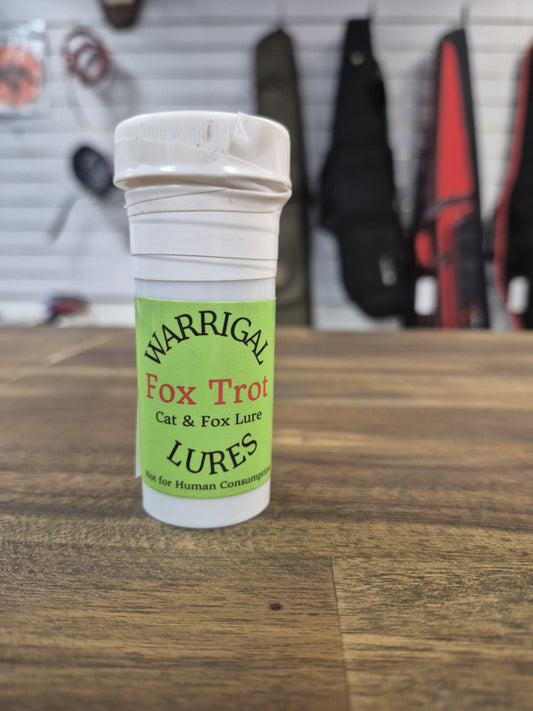 WARRIGAL
Fox Trot
Cat & Fox Lure
LURES
Not for Human Consumption